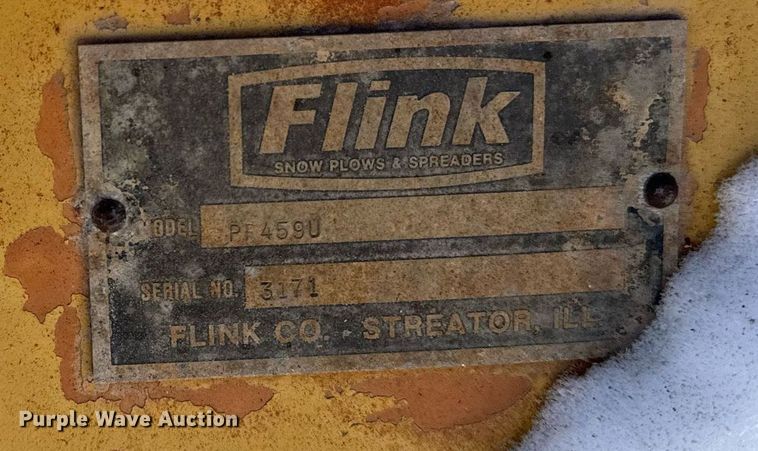 Flink
SNOW PLOWS & SPREADERS
MODEL PF459U
SERIAL NO. 3171
FLINK CO. - STREATOR, ILL
Purple Wave Auction